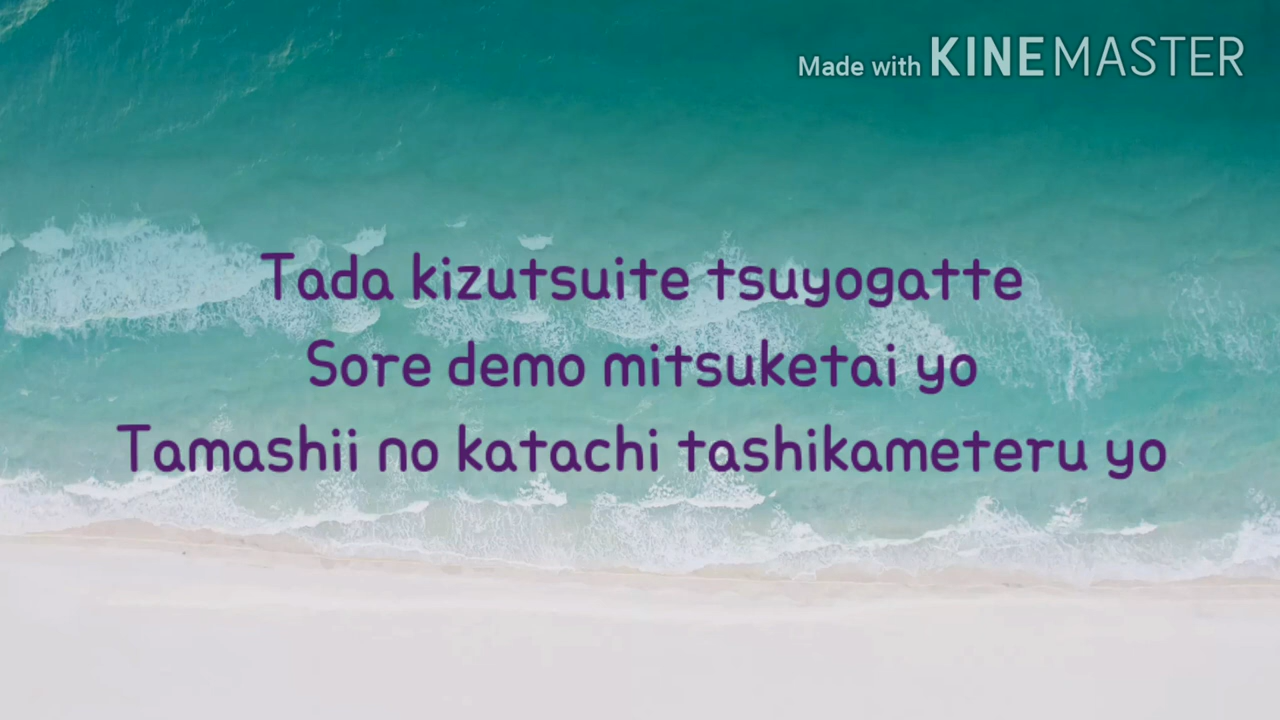 Made with KINEMASTER
Tada kizutsuite tsuyogatte
Sore demo mitsuketai yo
Tamashii no katachi tashikameteru yo